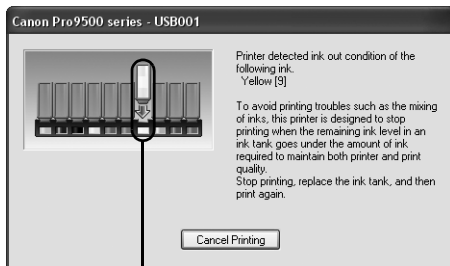 Canon Pro9500 series - USB001
Printer detected ink out condition of the
following ink.
Yellow [9]
To avoid printing troubles such as the mixing
of inks, this printer is designed to stop
printing when the remaining ink level in an
ink tank goes under the amount of ink
required to maintain both printer and print
quality.
Stop printing, replace the ink tank, and then
print again.
Cancel Printing